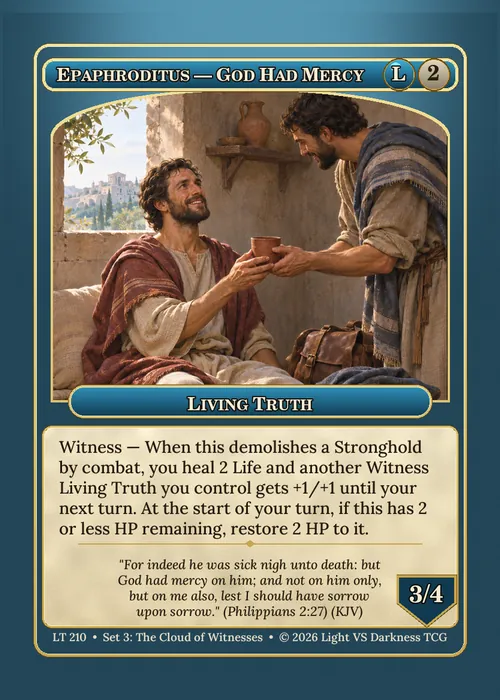 Epaphroditus — God Had Mercy L 2
Living Truth
Witness — When this demolishes a Stronghold
by combat, you heal 2 Life and another Witness
Living Truth you control gets +1/+1 until your
next turn. At the start of your turn, if this has 2
or less HP remaining, restore 2 HP to it.
"For indeed he was sick nigh unto death: but
God had mercy on him; and not on him only,
but on me also, lest I should have sorrow
upon sorrow." (Philippians 2:27) (KJV)
3/4
LT 210 • Set 3: The Cloud of Witnesses • © 2026 Light VS Darkness TCG